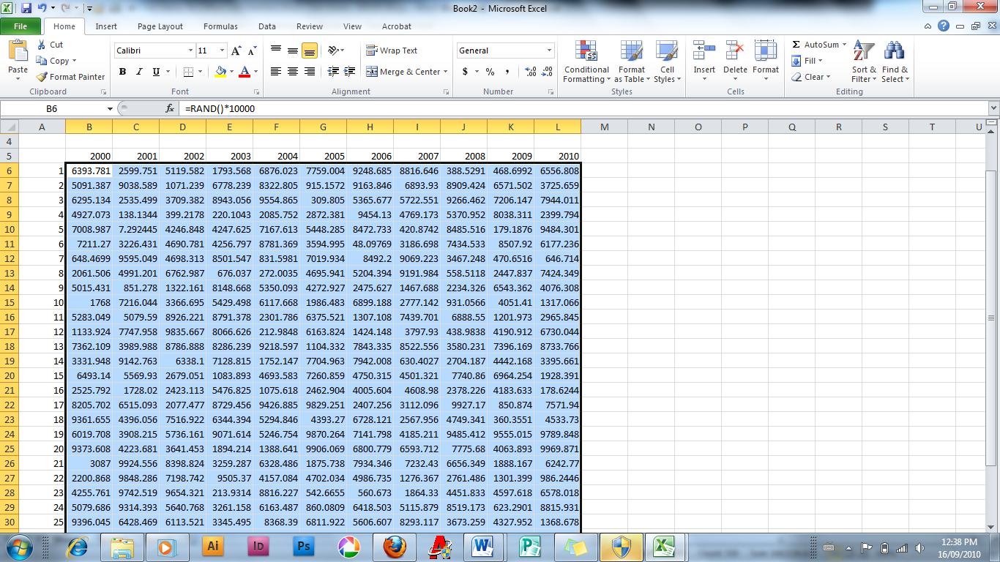 Book2 - Microsoft Excel
File Home Insert Page Layout Formulas Data Review View Acrobat
Paste Cut Copy Format Painter Clipboard
Calibri 11 B I U Font
Wrap Text Merge & Center Alignment
General $ % , Number
Conditional Formatting Format as Table Cell Styles Styles
Insert Delete Format Cells
AutoSum Fill Clear Sort & Filter Find & Select Editing
B6 fx =RAND()*10000
A B C D E F G H I J K L M N O P Q R S T U
4
5 2000 2001 2002 2003 2004 2005 2006 2007 2008 2009 2010
6 1 6393.781 2599.751 5119.582 1793.568 6876.023 7759.004 9248.685 8816.646 388.5291 468.6992 6556.808
7 2 5091.387 9038.589 1071.239 6778.239 8322.805 915.1572 9163.846 6893.93 8909.424 6571.502 3725.659
8 3 6295.134 2535.499 3709.382 8943.056 9554.865 309.805 5365.677 5722.551 9266.462 7206.147 7944.011
9 4 4927.073 138.1344 399.2178 220.1043 2085.752 2872.381 9454.13 4769.173 5370.952 8038.311 2399.794
10 5 7008.987 7.292445 4246.848 4247.625 7167.613 5448.285 8472.733 420.8742 8485.516 179.1876 9484.301
11 6 7211.27 3226.431 4690.781 4256.797 8781.369 3594.995 48.09769 3186.698 7434.533 8507.92 6177.236
12 7 648.4699 9595.049 4698.313 8501.547 831.5981 7019.934 8492.2 9069.223 3467.248 470.6516 646.714
13 8 2061.506 4991.201 6762.987 676.037 272.0035 4695.941 5204.394 9191.984 558.5118 2447.837 7424.349
14 9 5015.431 851.278 1322.161 8148.668 5350.093 4272.927 2475.627 1467.688 2234.326 6543.362 4076.308
15 10 1768 7216.044 3366.695 5429.498 6117.668 1986.483 6899.188 2777.142 931.0566 4051.41 1317.066
16 11 5283.049 5079.59 8926.221 8791.378 2301.786 6375.521 1307.108 7439.701 6888.55 1201.973 2965.845
17 12 1133.924 7747.958 9835.667 8066.626 212.9848 6163.824 1424.148 3797.93 438.9838 4190.912 6730.044
18 13 7362.109 3989.988 8786.888 8286.239 9218.597 1104.332 7843.335 8522.556 3580.231 7396.169 8733.766
19 14 3331.948 9142.763 6338.1 7128.815 1752.147 7704.963 7942.008 630.4027 2704.187 4442.168 3395.661
20 15 6493.14 5569.93 2679.051 1083.893 4693.583 7260.859 4750.315 4501.321 7740.86 6964.254 1928.391
21 16 2525.792 1728.02 2423.113 5476.825 1075.618 2462.904 4005.604 4608.98 2378.226 4183.633 178.6244
22 17 8205.702 6515.093 2077.477 8729.456 9426.885 9829.251 2407.256 3112.096 9927.17 850.874 7571.94
23 18 9361.655 4396.056 7516.922 6344.394 5294.846 4393.27 6728.121 2567.956 4749.341 360.3551 4533.73
24 19 6019.708 3908.215 5736.161 9071.614 5246.754 9870.264 7141.798 4185.211 9485.412 9555.015 9789.848
25 20 9373.608 4223.681 3641.453 1894.214 1388.641 9906.069 6800.779 6593.712 7775.68 4063.893 9969.871
26 21 3087 9924.556 8398.824 3259.287 6328.486 1875.738 7934.346 7232.43 6656.349 1888.167 6242.77
27 22 2200.868 9848.286 7198.742 9505.37 4157.084 4702.034 4986.735 1276.367 2761.486 1301.399 986.2446
28 23 4255.761 9742.519 9654.321 213.9314 8816.227 542.6655 560.673 1864.33 4451.833 4597.618 6578.018
29 24 5079.686 9314.393 5640.768 3261.158 6163.487 860.0809 6418.503 5115.879 8519.173 623.2901 8815.931
30 25 9396.045 6428.469 6113.521 3345.495 8368.39 6811.922 5606.607 8293.117 3673.259 4327.952 1368.678
Ai Id Ps 12:38 PM
16/09/2010